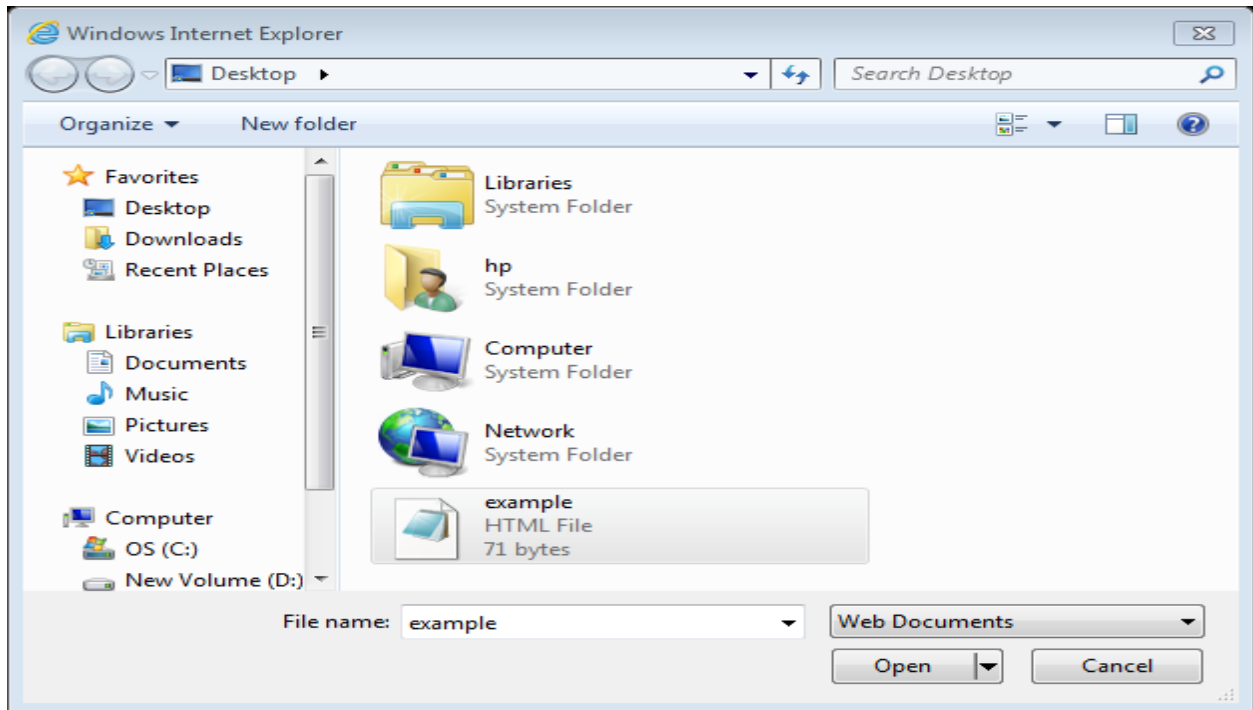 Windows Internet Explorer
Desktop
Search Desktop
Organize
New folder
Favorites
Desktop
Downloads
Recent Places
Libraries
Documents
Music
Pictures
Videos
Computer
OS (C:)
New Volume (D:)
Libraries
System Folder
hp
System Folder
Computer
System Folder
Network
System Folder
example
HTML File
71 bytes
File name: example
Web Documents
Open
Cancel